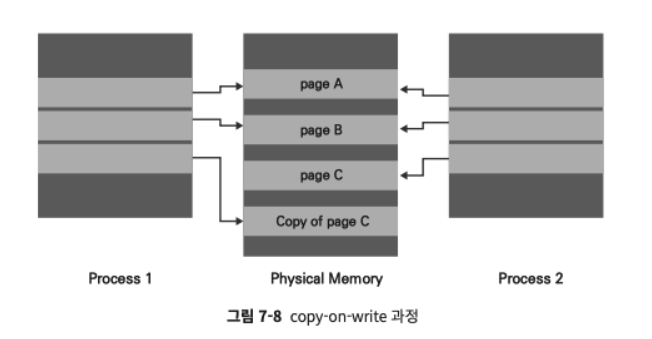 page A
page B
page C
Copy of page C
Process 1
Physical Memory
Process 2
그림 7-8 copy-on-write 과정